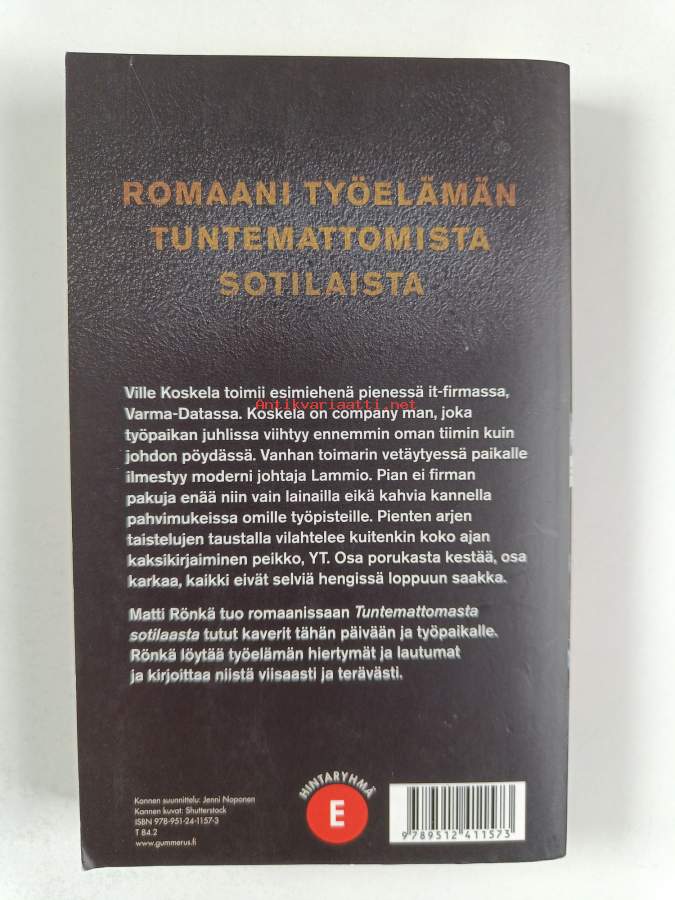 ROMAANI TYÖELÄMÄN
TUNTEMATTOMISTA
SOTILAISTA
Ville Koskela toimii esimiehenä pienessä it-firmassa,
Antikvariaatti.net
Varma-Datassa. Koskela on company man, joka
työpaikan juhlissa viihtyy ennemmin oman tiimin kuin
johdon pöydässä. Vanhan toimarin vetäytyessä paikalle
ilmestyy moderni johtaja Lammio. Pian ei firman
pakuja enää niin vain lainailla eikä kahvia kannella
pahvimukeissa omille työpisteille. Pienten arjen
taistelujen taustalla vilahtelee kuitenkin koko ajan
kaksikirjaiminen peikko, YT. Osa porukasta kestää, osa
karkaa, kaikki eivät selviä hengissä loppuun saakka.
Matti Rönkä tuo romaanissaan Tuntemattomasta
sotilaasta tutut kaverit tähän päivään ja työpaikalle.
Rönkä löytää työelämän hiertymät ja lautumat
ja kirjoittaa niistä viisaasti ja terävästi.
Kannen suunnittelu: Jenni Noponen
Kannen kuvat: Shutterstock
ISBN 978-951-24-1157-3
T 84.2
www.gummerus.fi
HINTARYHMÄ
E
9789512411573